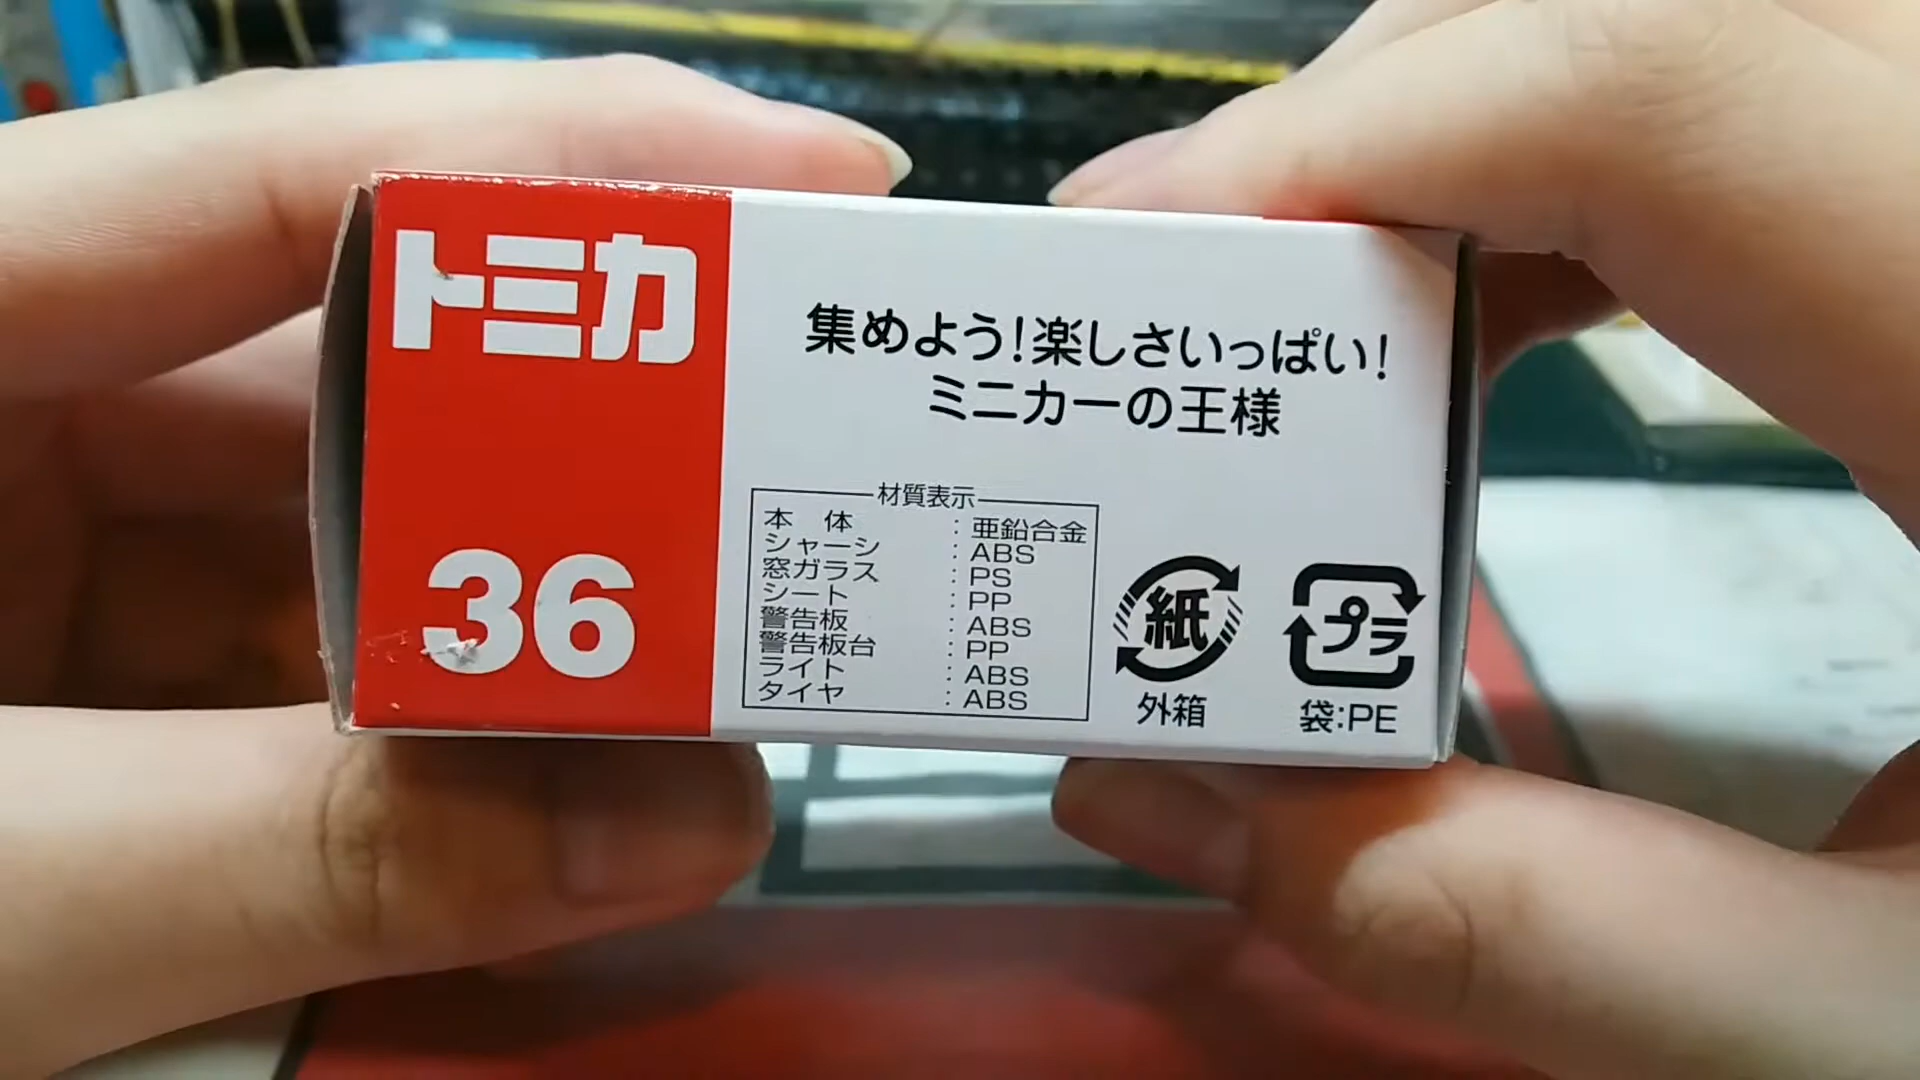 トミカ
36
集めよう!楽しさいっぱい!
ミニカーの王様
材質表示
本 体 : 亜鉛合金
シャーシ : ABS
窓ガラス : PS
シート : PP
警告板 : ABS
警告板台 : PP
ライト : ABS
タイヤ : ABS
紙
外箱
プラ
袋:PE